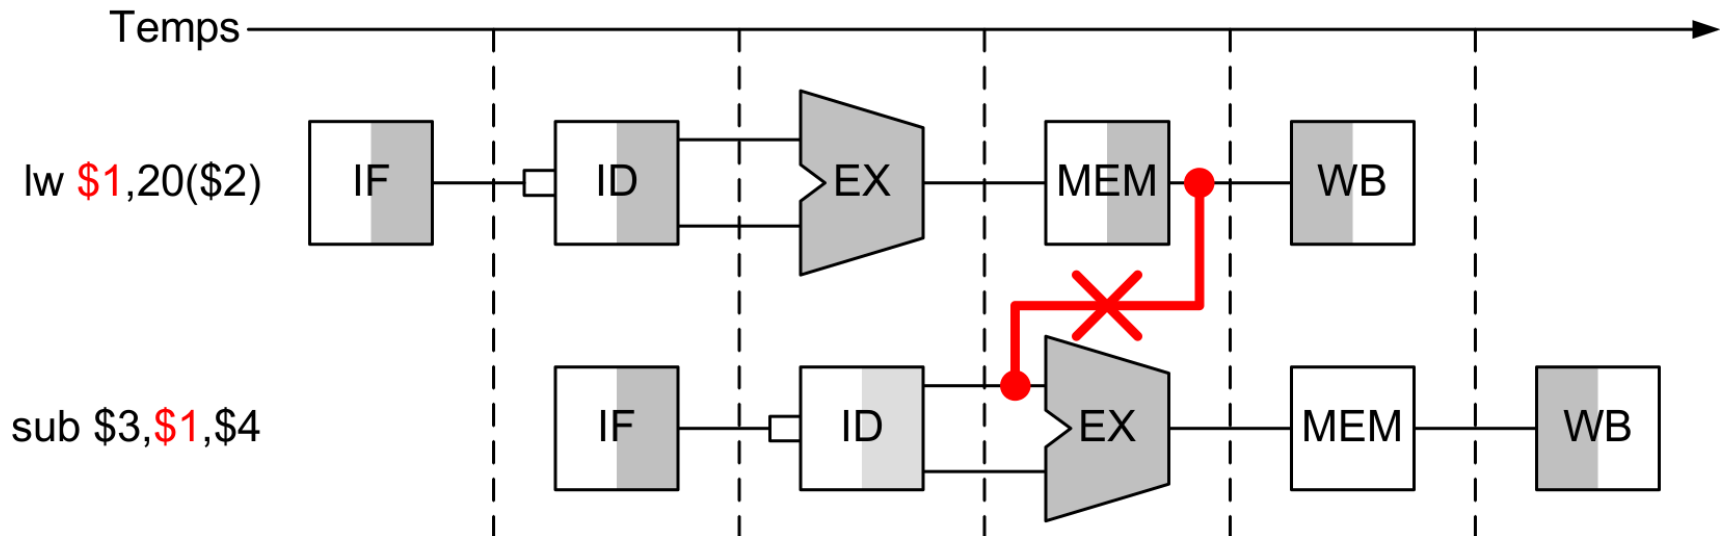 Temps
lw $1,20($2) IF ID EX MEM WB
sub $3,$1,$4 IF ID EX MEM WB